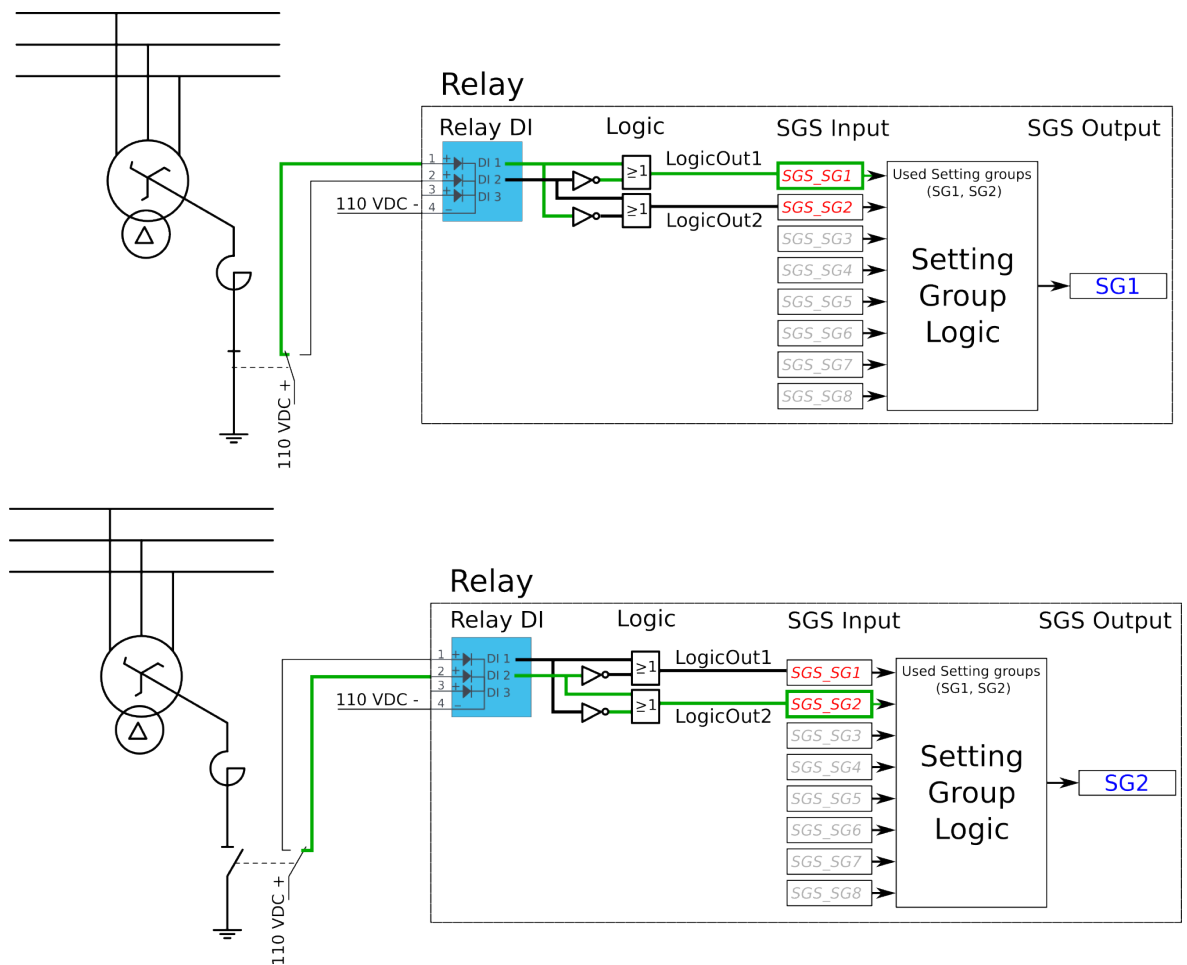 Relay
Relay DI
Logic
SGS Input
SGS Output
1 +
2 +
3 +
4 -
DI 1
DI 2
DI 3
110 VDC -
110 VDC +
≥1
≥1
LogicOut1
LogicOut2
SGS_SG1
SGS_SG2
SGS_SG3
SGS_SG4
SGS_SG5
SGS_SG6
SGS_SG7
SGS_SG8
Used Setting groups
(SG1, SG2)
Setting
Group
Logic
SG1
Δ
Relay
Relay DI
Logic
SGS Input
SGS Output
1 +
2 +
3 +
4 -
DI 1
DI 2
DI 3
110 VDC -
110 VDC +
≥1
≥1
LogicOut1
LogicOut2
SGS_SG1
SGS_SG2
SGS_SG3
SGS_SG4
SGS_SG5
SGS_SG6
SGS_SG7
SGS_SG8
Used Setting groups
(SG1, SG2)
Setting
Group
Logic
SG2
Δ